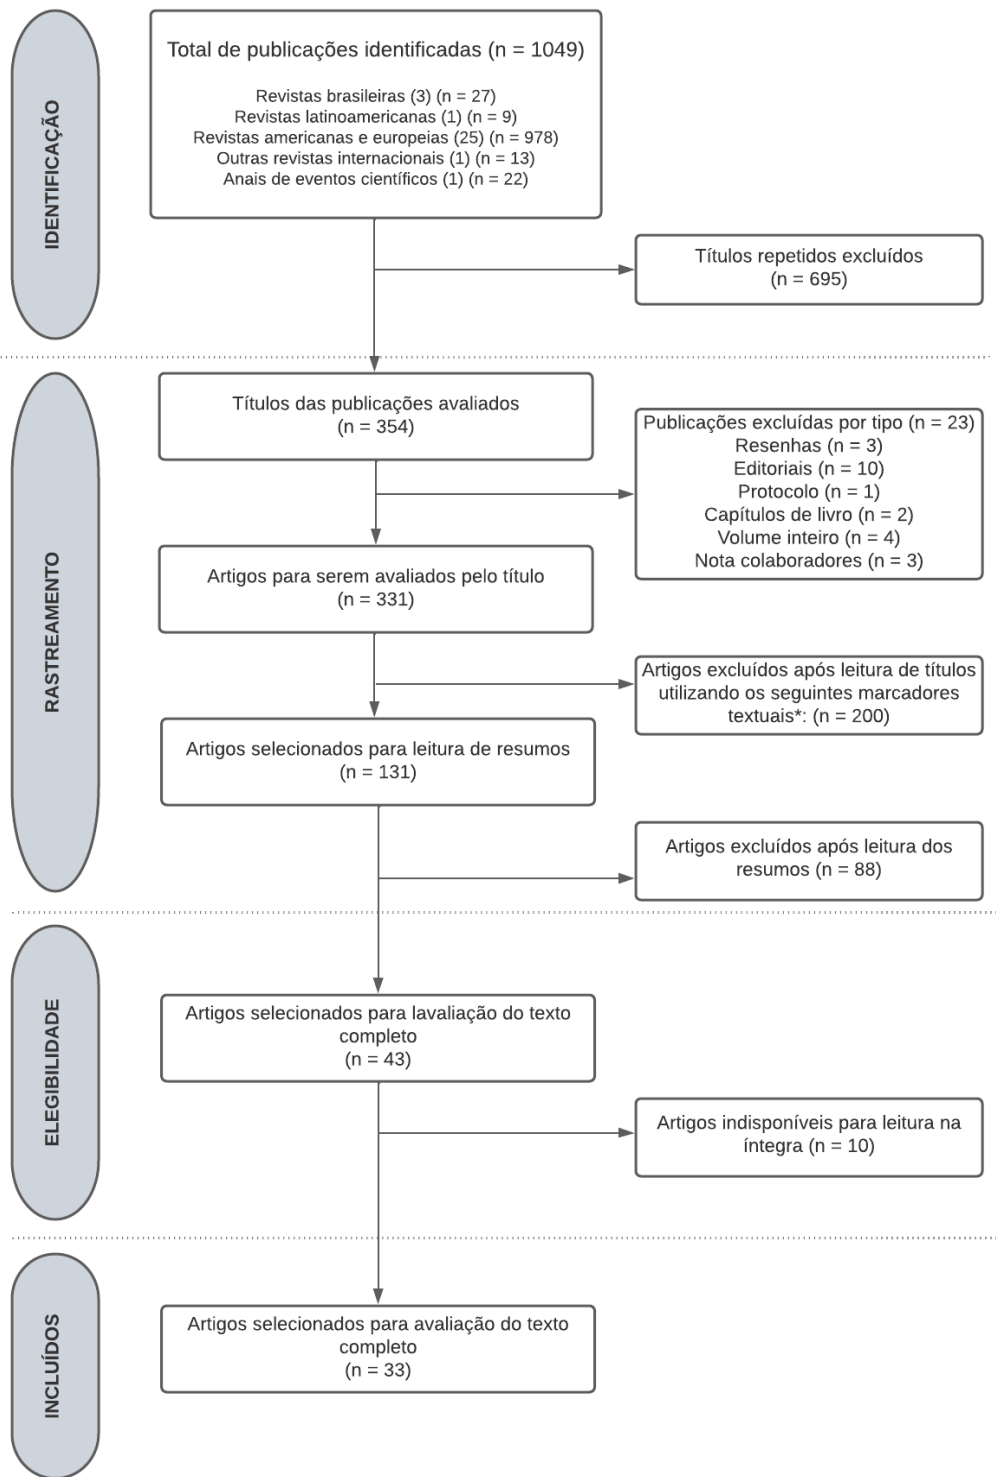 IDENTIFICAÇÃO
Total de publicações identificadas (n = 1049)
Revistas brasileiras (3) (n = 27)
Revistas latinoamericanas (1) (n = 9)
Revistas americanas e europeias (25) (n = 978)
Outras revistas internacionais (1) (n = 13)
Anais de eventos científicos (1) (n = 22)
Títulos repetidos excluídos
(n = 695)
RASTREAMENTO
Títulos das publicações avaliados
(n = 354)
Publicações excluídas por tipo (n = 23)
Resenhas (n = 3)
Editoriais (n = 10)
Protocolo (n = 1)
Capítulos de livro (n = 2)
Volume inteiro (n = 4)
Nota colaboradores (n = 3)
Artigos para serem avaliados pelo título
(n = 331)
Artigos excluídos após leitura de títulos
utilizando os seguintes marcadores
textuais*: (n = 200)
Artigos selecionados para leitura de resumos
(n = 131)
Artigos excluídos após leitura dos
resumos (n = 88)
ELEGIBILIDADE
Artigos selecionados para lavaliação do texto
completo
(n = 43)
Artigos indisponíveis para leitura na
íntegra (n = 10)
INCLUÍDOS
Artigos selecionados para avaliação do texto
completo
(n = 33)